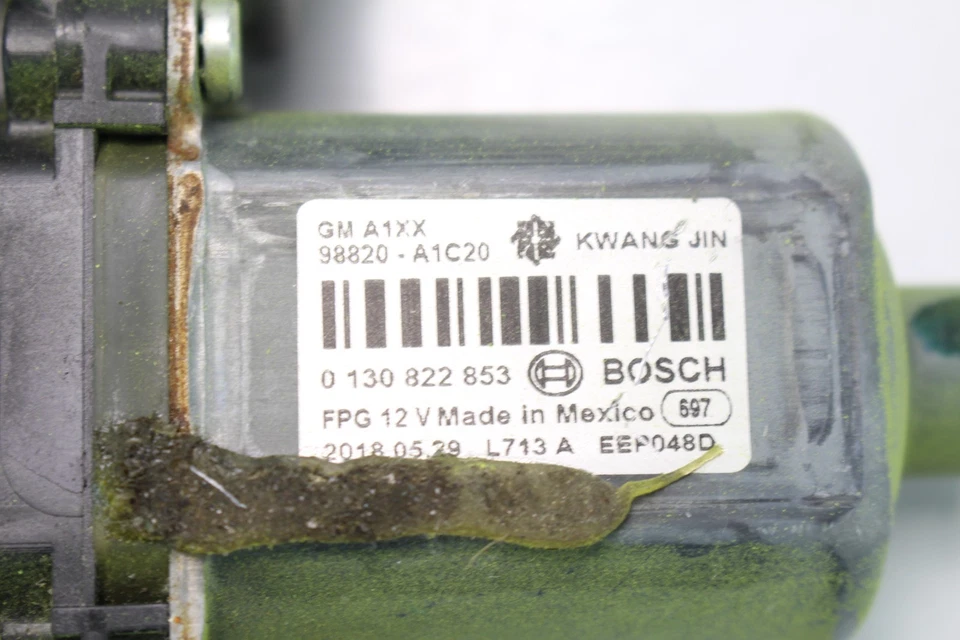 GM A1XX
98820 - A1C20
KWANG JIN
0 130 822 853 BOSCH
FPG 12 V Made in Mexico 697
2018.05.29 L713 A EEP048D